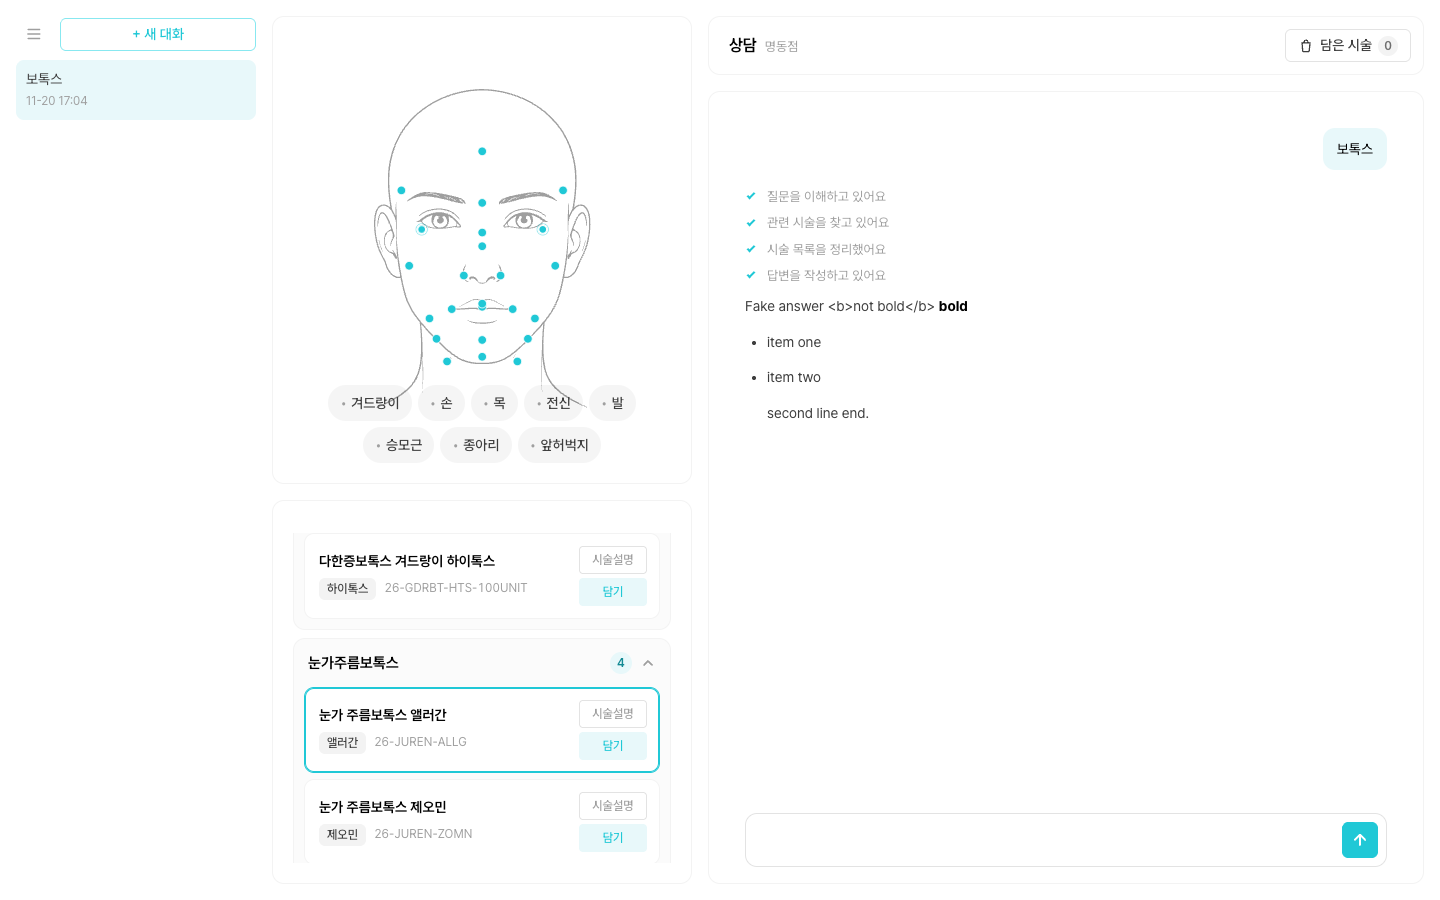 + 새 대화
보톡스
11-20 17:04
겨드랑이
손
목
전신
발
승모근
종아리
앞허벅지
다한증보톡스 겨드랑이 하이톡스
시술설명
하이톡스 26-GDRBT-HTS-100UNIT
담기
눈가주름보톡스 4
눈가 주름보톡스 앨러간
시술설명
앨러간 26-JUREN-ALLG
담기
눈가 주름보톡스 제오민
시술설명
제오민 26-JUREN-ZOMN
담기
상담 명동점
담은 시술 0
보톡스
질문을 이해하고 있어요
관련 시술을 찾고 있어요
시술 목록을 정리했어요
답변을 작성하고 있어요
Fake answer <b>not bold</b> bold
• item one
• item two
second line end.